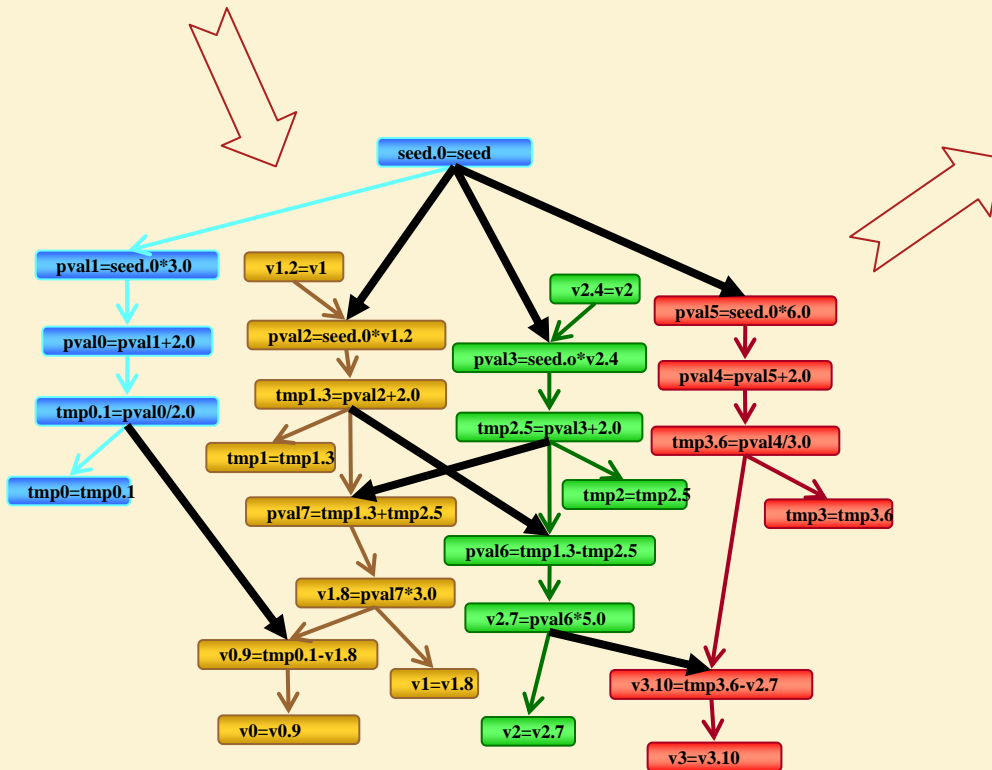 seed.0=seed
pval1=seed.0*3.0
v1.2=v1
v2.4=v2
pval5=seed.0*6.0
pval0=pval1+2.0
pval2=seed.0*v1.2
pval3=seed.o*v2.4
pval4=pval5+2.0
tmp0.1=pval0/2.0
tmp1.3=pval2+2.0
tmp2.5=pval3+2.0
tmp3.6=pval4/3.0
tmp0=tmp0.1
tmp1=tmp1.3
tmp2=tmp2.5
tmp3=tmp3.6
pval7=tmp1.3+tmp2.5
pval6=tmp1.3-tmp2.5
v1.8=pval7*3.0
v2.7=pval6*5.0
v0.9=tmp0.1-v1.8
v1=v1.8
v3.10=tmp3.6-v2.7
v0=v0.9
v2=v2.7
v3=v3.10